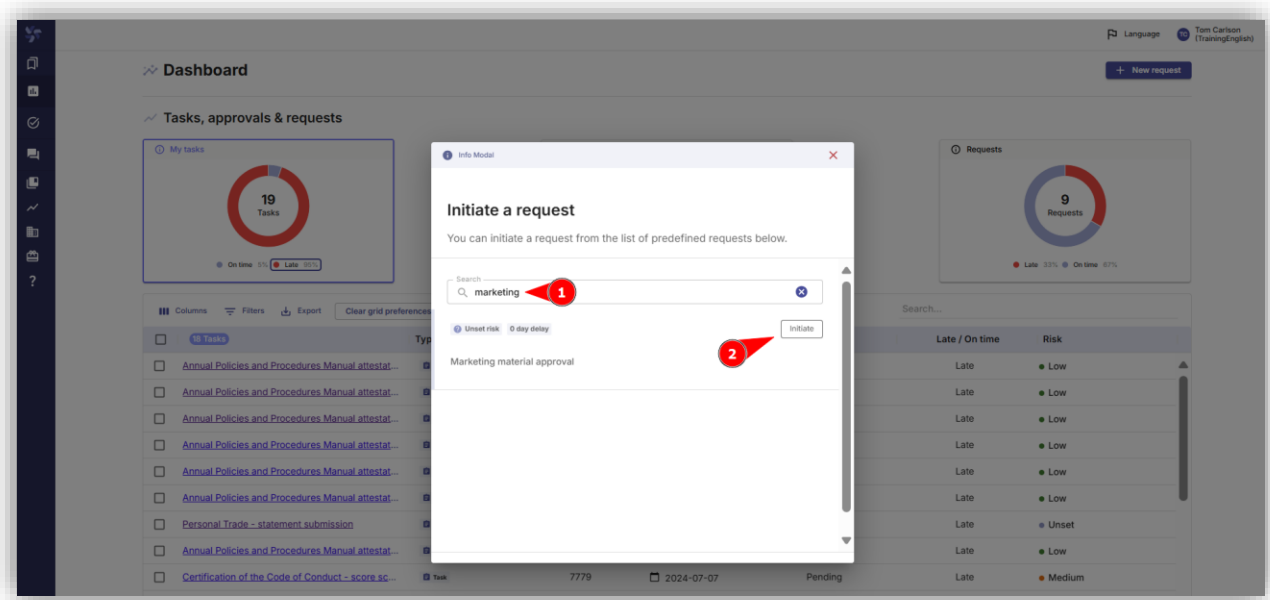 Language
TC
Tom Carlson
(TrainingEnglish)
Dashboard
+ New request
Tasks, approvals & requests
My tasks
19
Tasks
On time 5% Late 95%
Info Modal
Initiate a request
You can initiate a request from the list of predefined requests below.
Search
marketing
1
Unset risk 0 day delay
Initiate
2
Marketing material approval
Requests
9
Requests
Late 33% On time 67%
?
Columns Filters Export Clear grid preferences
Search...
18 Tasks Typ Late / On time Risk
Annual Policies and Procedures Manual attestat... Late Low
Annual Policies and Procedures Manual attestat... Late Low
Annual Policies and Procedures Manual attestat... Late Low
Annual Policies and Procedures Manual attestat... Late Low
Annual Policies and Procedures Manual attestat... Late Low
Annual Policies and Procedures Manual attestat... Late Low
Personal Trade - statement submission Late Unset
Annual Policies and Procedures Manual attestat... Late Low
Certification of the Code of Conduct - score sc... Task 7779 2024-07-07 Pending Late Medium